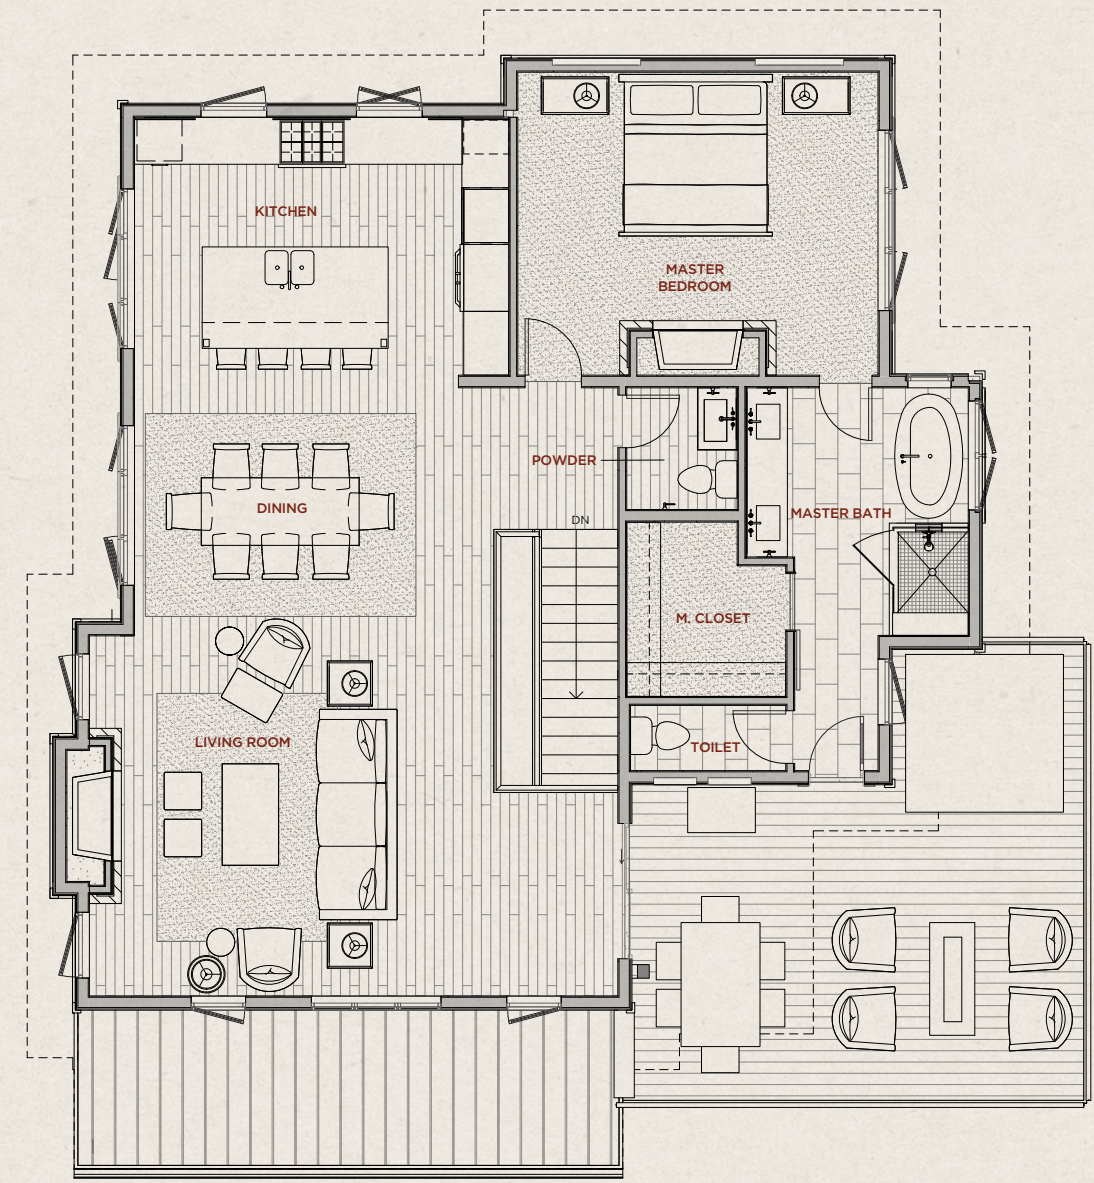 KITCHEN
MASTER
BEDROOM
POWDER
DINING
MASTER BATH
DN
M. CLOSET
LIVING ROOM
TOILET